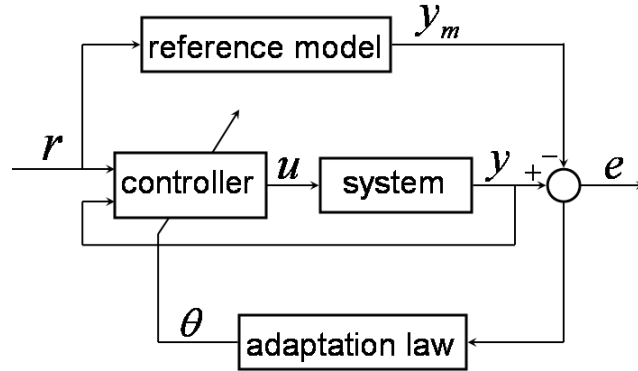 reference model
y_m
r
controller
u
system
y
+
−
e
θ
adaptation law